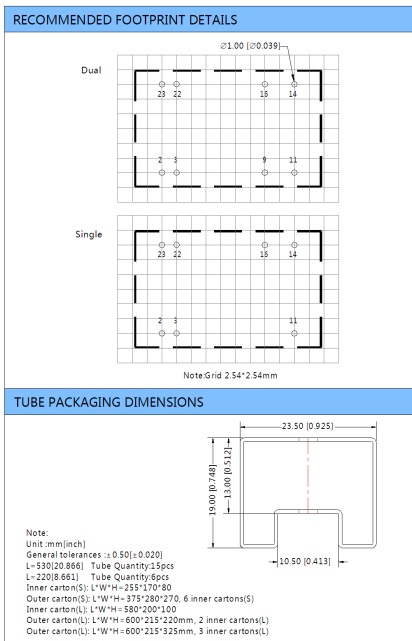 RECOMMENDED FOOTPRINT DETAILS
∅1.00 [∅0.039]
Dual
23 22 15 14
2 3 9 11
Single
23 22 15 14
2 3 11
Note:Grid 2.54*2.54mm
TUBE PACKAGING DIMENSIONS
23.50 [0.925]
19.00 [0.748]
13.00 [0.512]
10.50 [0.413]
Note:
Unit :mm[inch]
General tolerances :±0.50[±0.020]
L=530[20.866] Tube Quantity:15pcs
L=220[8.661] Tube Quantity:6pcs
Inner carton(S): L*W*H=255*170*80
Outer carton(S): L*W*H=375*280*270, 6 inner cartons(S)
Inner carton(L): L*W*H=580*200*100
Outer carton(L): L*W*H=600*215*220mm, 2 inner cartons(L)
Outer carton(L): L*W*H=600*215*325mm, 3 inner cartons(L)